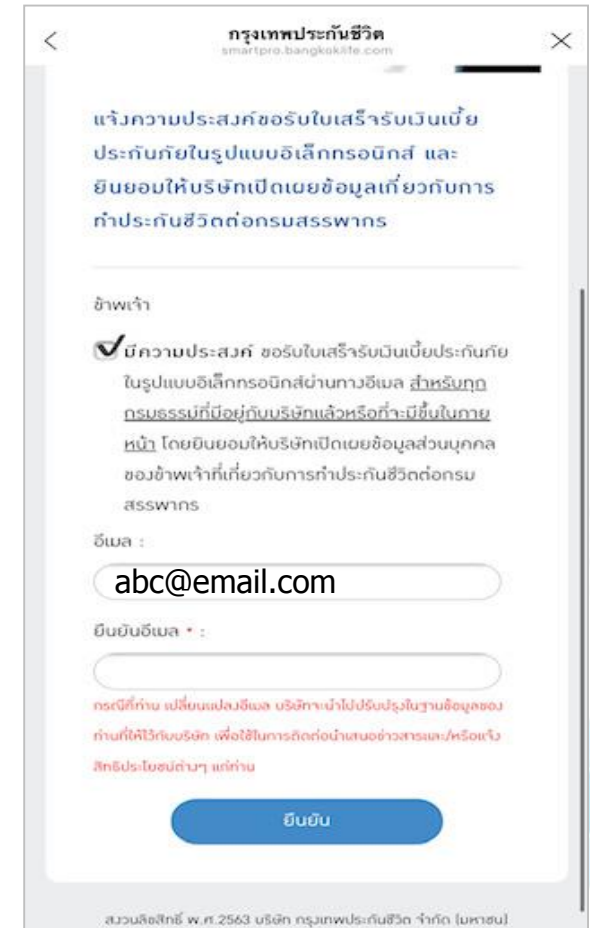 กรุงเทพประกันชีวิต
smartpro.bangkoklife.com
แจ้งความประสงค์ขอรับใบเสร็จรับเงินเบี้ย
ประกันภัยในรูปแบบอิเล็กทรอนิกส์ และ
ยินยอมให้บริษัทเปิดเผยข้อมูลเกี่ยวกับการ
ทำประกันชีวิตต่อกรมสรรพากร
ข้าพเจ้า
มีความประสงค์ ขอรับใบเสร็จรับเงินเบี้ยประกันภัย
ในรูปแบบอิเล็กทรอนิกส์ผ่านทางอีเมล สำหรับทุก
กรมธรรม์ที่มีอยู่กับบริษัทแล้วหรือที่จะมีขึ้นในภาย
หน้า โดยยินยอมให้บริษัทเปิดเผยข้อมูลส่วนบุคคล
ของข้าพเจ้าที่เกี่ยวกับการทำประกันชีวิตต่อกรม
สรรพากร
อีเมล :
abc@email.com
ยืนยันอีเมล * :
กรณีที่ท่าน เปลี่ยนแปลงอีเมล บริษัทจะนำไปปรับปรุงในฐานข้อมูลของ
ท่านที่ให้ไว้กับบริษัท เพื่อใช้ในการติดต่อนำเสนอข่าวสารและ/หรือแจ้ง
สิทธิประโยชน์ต่างๆ แก่ท่าน
ยืนยัน
สงวนลิขสิทธิ์ พ.ศ.2563 บริษัท กรุงเทพประกันชีวิต จำกัด (มหาชน)